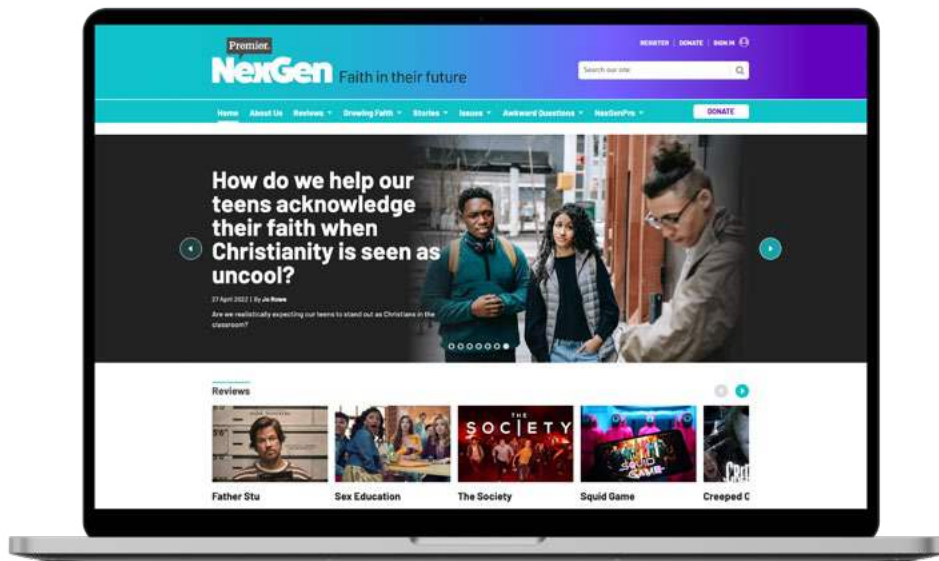 Premier.
NexGen Faith in their future
REGISTER | DONATE | SIGN IN
Search our site
Home About Us Reviews Growing Faith Stories Issues Awkward Questions NexGenPro DONATE
How do we help our
teens acknowledge
their faith when
Christianity is seen as
uncool?
27 April 2022 | By Jo Rowe
Are we realistically expecting our teens to stand out as Christians in the
classroom?
Reviews
THE
SOCIETY
SQUID
GAME
Father Stu
Sex Education
The Society
Squid Game
Creeped